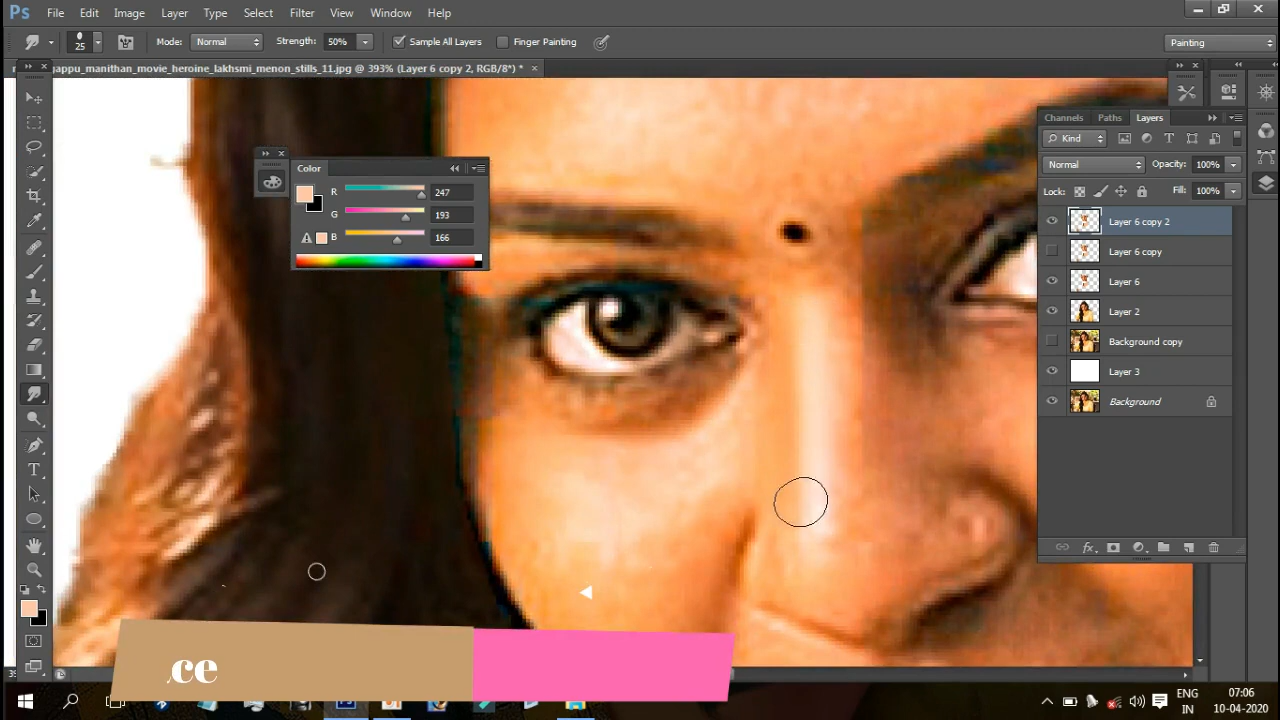 Ps File Edit Image Layer Type Select Filter View Window Help
25 Mode: Normal Strength: 50% Sample All Layers Finger Painting Painting
gappu_manithan_movie_heroine_lakhsmi_menon_stills_11.jpg @ 393% (Layer 6 copy 2, RGB/8*) *
Channels Paths Layers
Kind
Normal Opacity: 100%
Lock: Fill: 100%
Layer 6 copy 2
Layer 6 copy
Layer 6
Layer 2
Background copy
Layer 3
Background
Color
R 247
G 193
B 166
ce
ENG 07:06
IN 10-04-2020